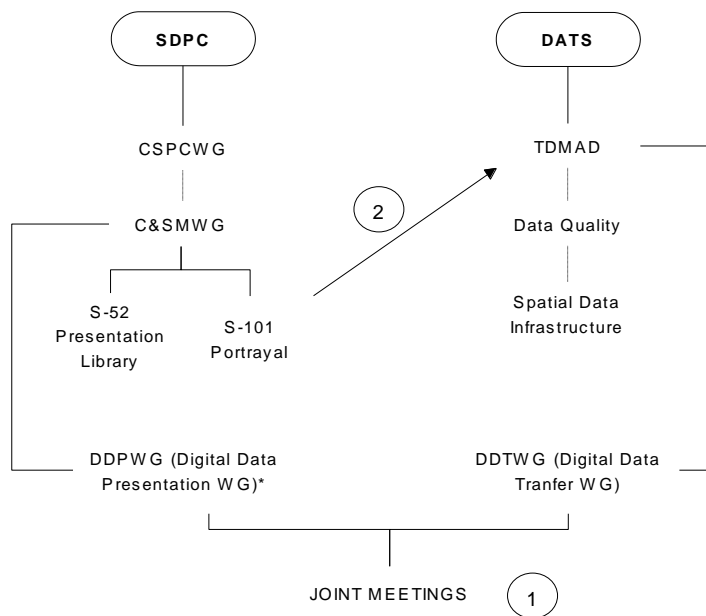 SDPC
DATS
CSPCWG
TDMAD
2
C&SMWG
Data Quality
S-52
Presentation
Library
S-101
Portrayal
Spatial Data
Infrastructure
DDPWG (Digital Data
Presentation WG)*
DDTWG (Digital Data
Tranfer WG)
JOINT MEETINGS
1